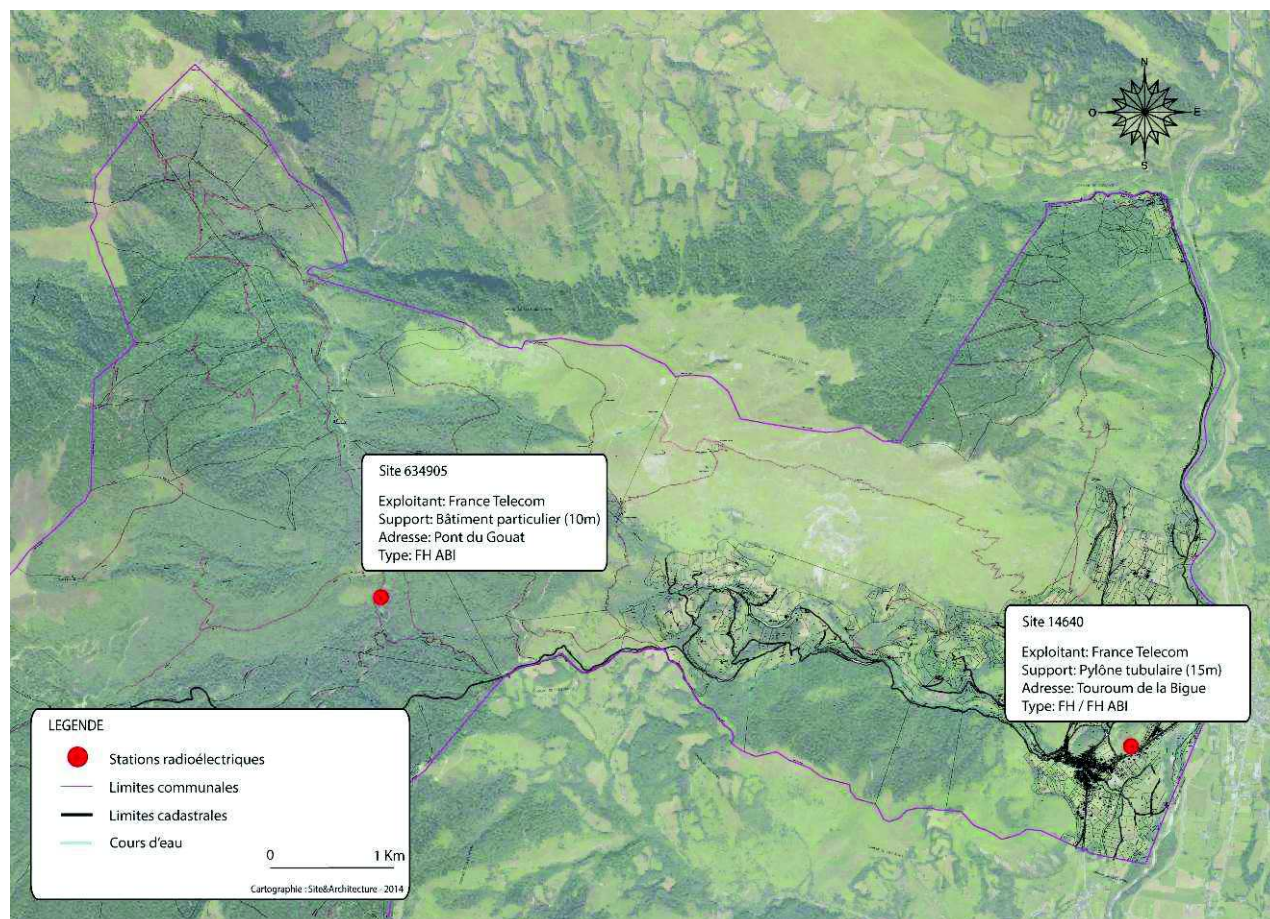 N
O
E
S
Site 634905
Exploitant: France Telecom
Support: Bâtiment particulier (10m)
Adresse: Pont du Gouat
Type: FH ABI
Site 14640
Exploitant: France Telecom
Support: Pylône tubulaire (15m)
Adresse: Touroum de la Bigue
Type: FH / FH ABI
LEGENDE
Stations radioélectriques
Limites communales
Limites cadastrales
Cours d'eau
0
1 Km
Cartographie : Site&Architecture - 2014